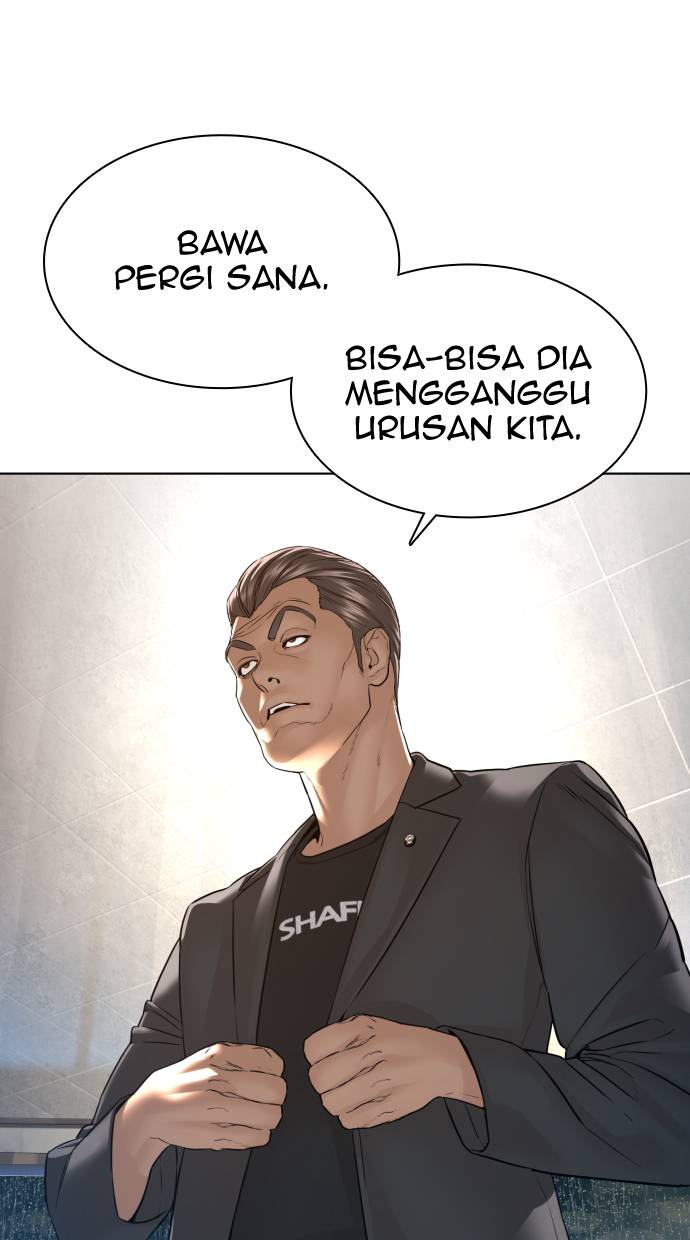 BAWA
PERGI SANA.
BISA-BISA DIA
MENGGANGGU
URUSAN KITA.
SHAF